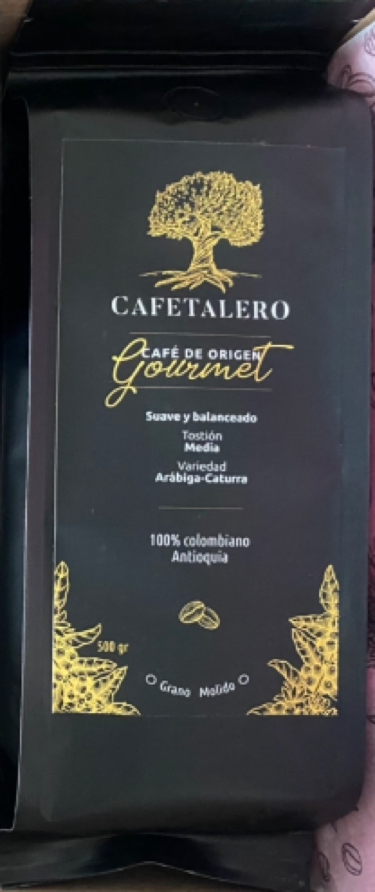 CAFETALERO
CAFÉ DE ORIGEN
Gourmet
Suave y balanceado
Tostión
Media
Variedad
Arábiga-Caturra
100% colombiano
Antioquia
500 gr
Grano Molido